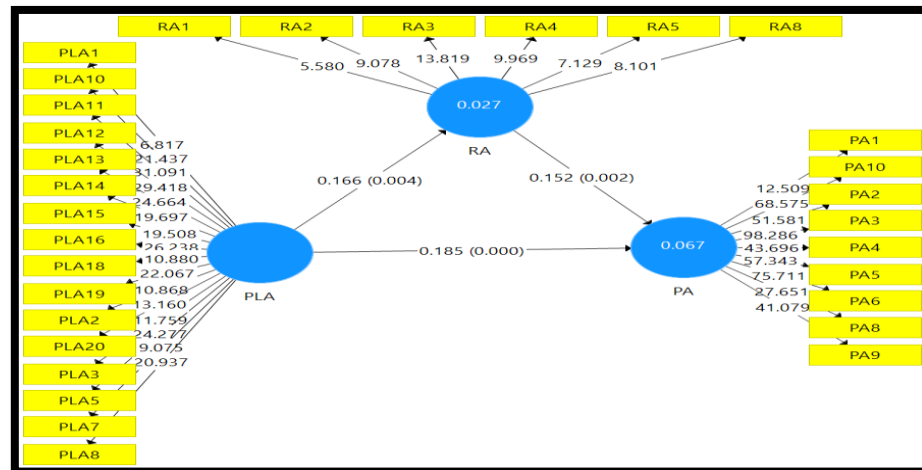 RA1 RA2 RA3 RA4 RA5 RA8
5.580 9.078 13.819 9.969 7.129 8.101
0.027
RA
0.166 (0.004)
0.152 (0.002)
0.185 (0.000)
PLA1
PLA10
PLA11
PLA12
PLA13
PLA14
PLA15
PLA16
PLA18
PLA19
PLA2
PLA20
PLA3
PLA5
PLA7
PLA8
6.817
21.437
31.091
29.418
24.664
19.697
19.508
26.238
10.880
22.067
10.868
13.160
11.759
24.277
9.075
20.937
PLA
0.067
PA
12.509
68.575
51.581
98.286
43.696
57.343
75.711
27.651
41.079
PA1
PA10
PA2
PA3
PA4
PA5
PA6
PA8
PA9